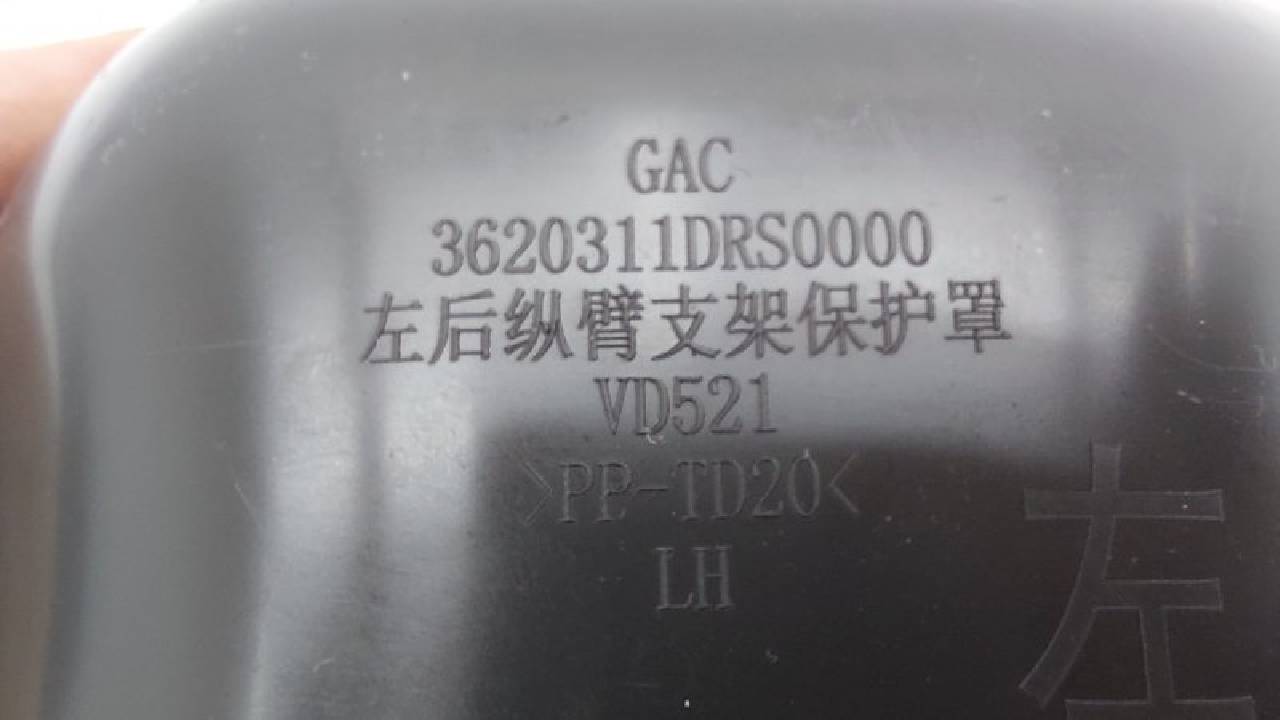 GAC
3620311DRS0000
左后纵臂支架保护罩
VD521
>PP-TD20<
LH
左